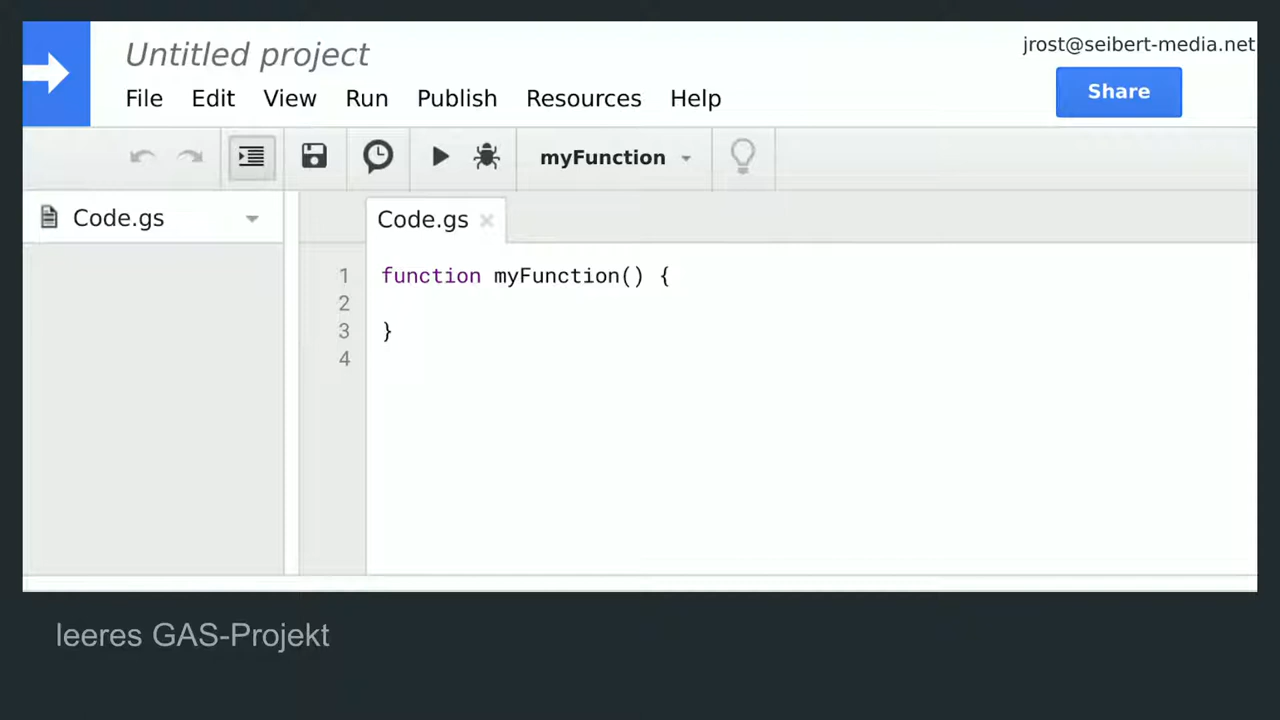 Untitled project
jrost@seibert-media.net
File Edit View Run Publish Resources Help
Share
myFunction
Code.gs
Code.gs
1 function myFunction() {
2
3 }
4
leeres GAS-Projekt